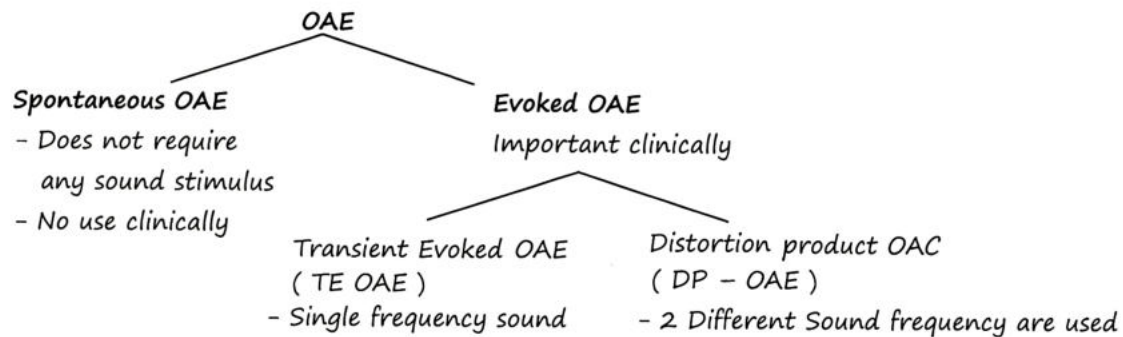 OAE
Spontaneous OAE
- Does not require
any sound stimulus
- No use clinically
Evoked OAE
Important clinically
Transient Evoked OAE
( TE OAE )
- Single frequency sound
Distortion product OAC
( DP - OAE )
- 2 Different Sound frequency are used